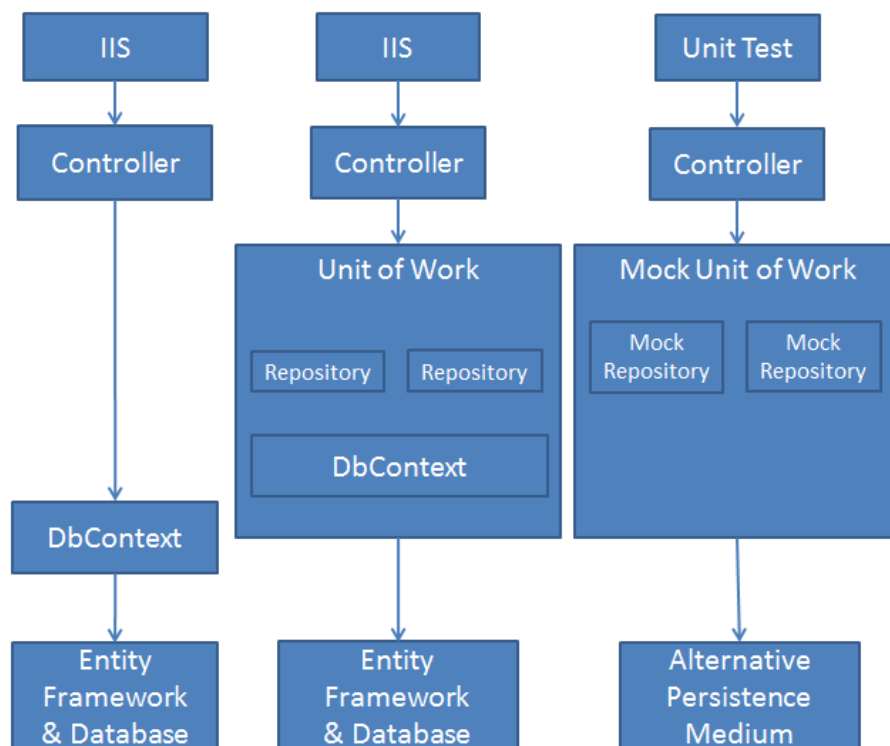 IIS
Controller
DbContext
Entity
Framework
& Database
IIS
Controller
Unit of Work
Repository
Repository
DbContext
Entity
Framework
& Database
Unit Test
Controller
Mock Unit of Work
Mock
Repository
Mock
Repository
Alternative
Persistence
Medium